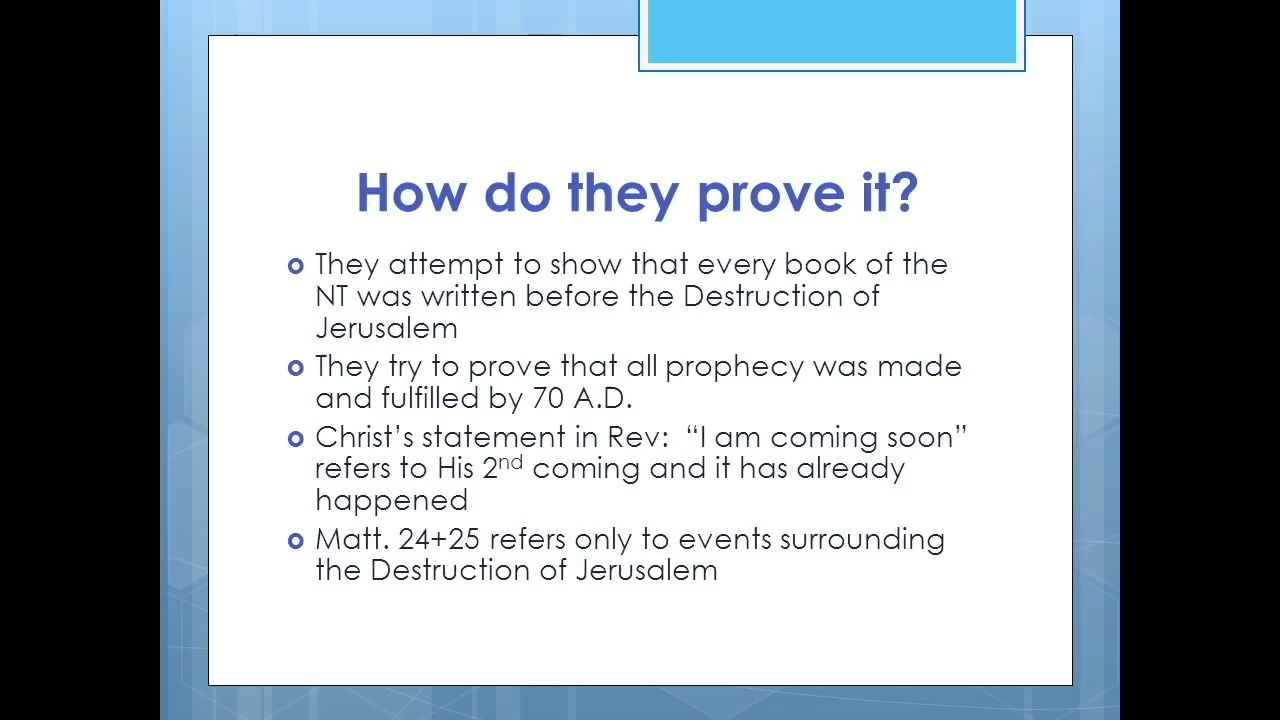 How do they prove it?
They attempt to show that every book of the
NT was written before the Destruction of
Jerusalem
They try to prove that all prophecy was made
and fulfilled by 70 A.D.
Christ’s statement in Rev:  “I am coming soon”
refers to His 2nd coming and it has already
happened
Matt. 24+25 refers only to events surrounding
the Destruction of Jerusalem